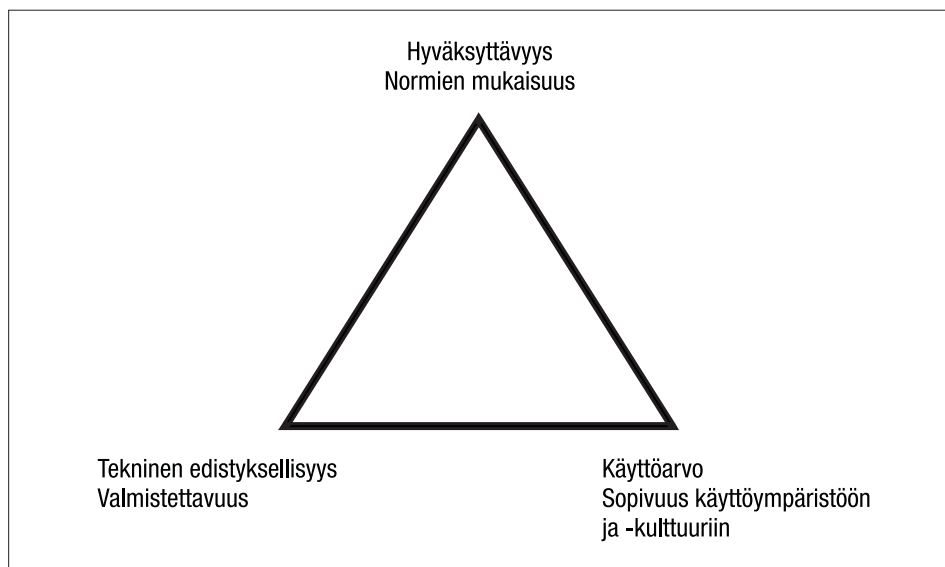 Hyväksyttävyys
Normien mukaisuus
Tekninen edistyksellisyys
Valmistettavuus
Käyttöarvo
Sopivuus käyttöympäristöön
ja -kulttuuriin